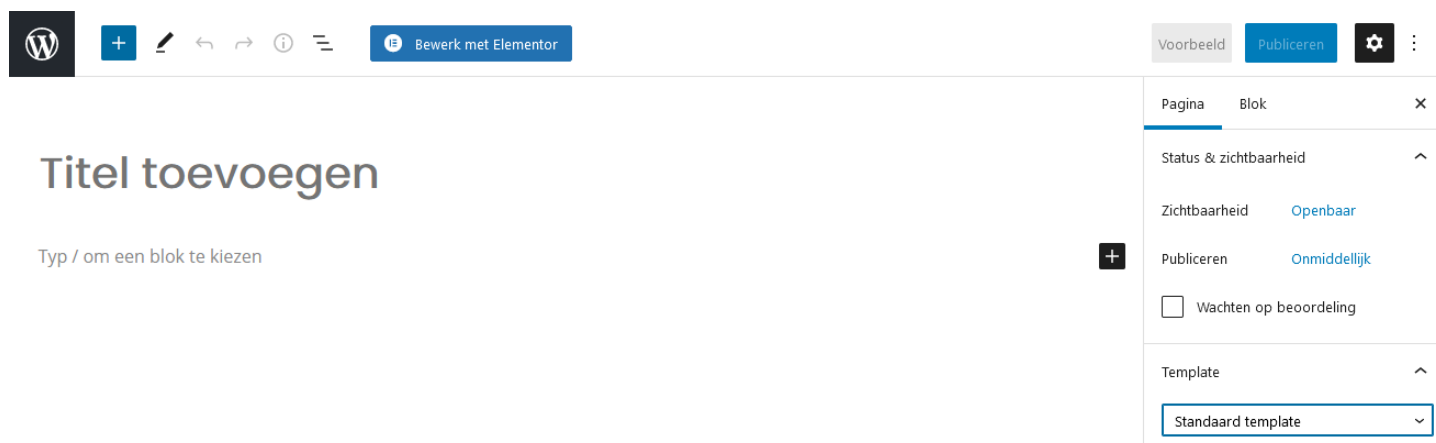 Bewerk met Elementor
Voorbeeld
Publiceren
Pagina
Blok
Titel toevoegen
Status & zichtbaarheid
Zichtbaarheid
Openbaar
Typ / om een blok te kiezen
Publiceren
Onmiddellijk
Wachten op beoordeling
Template
Standaard template